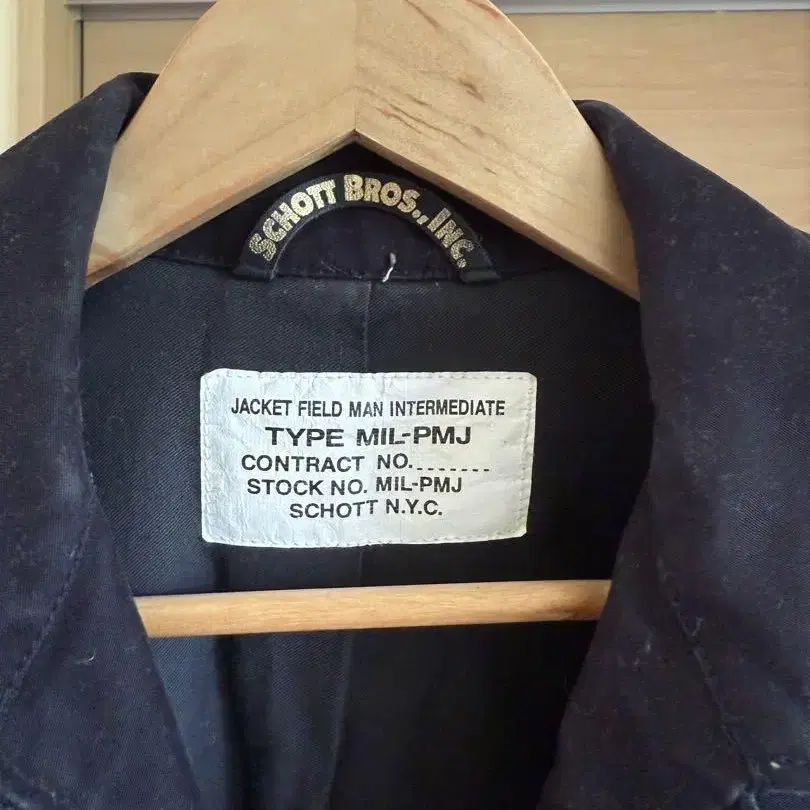 SCHOTT BROS., INC.
JACKET FIELD MAN INTERMEDIATE
TYPE MIL-PMJ
CONTRACT NO........
STOCK NO. MIL-PMJ
SCHOTT N.Y.C.